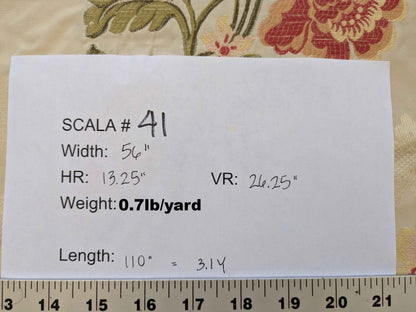 SCALA # 41
Width: 56"
HR: 13.25" VR: 26.25"
Weight: 0.7lb/yard
Length: 110" = 3.14
13 14 15 16 17 18 19 20 21